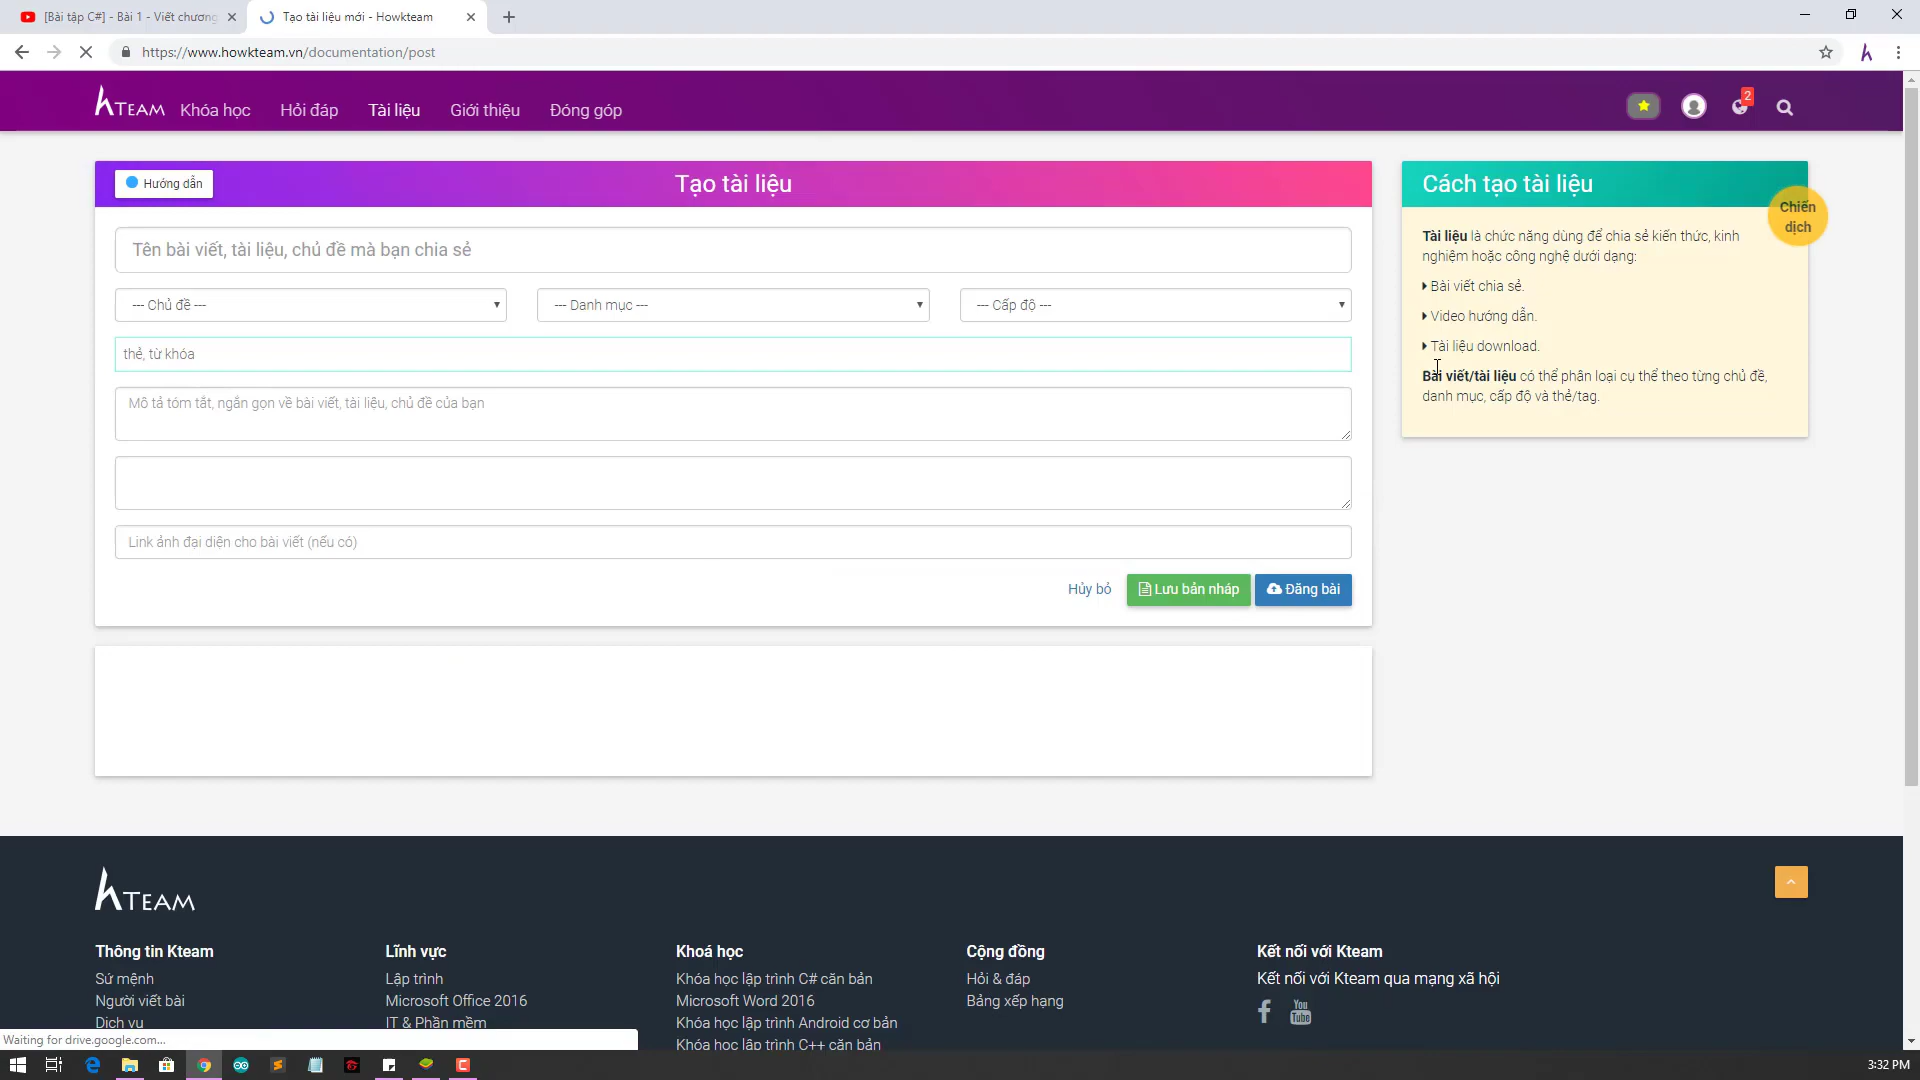 [Bài tập C#] - Bài 1 - Viết chương
Tạo tài liệu mới - Howkteam
https://www.howkteam.vn/documentation/post
hTEAM
Khóa học
Hỏi đáp
Tài liệu
Giới thiệu
Đóng góp
2
Hướng dẫn
Tạo tài liệu
Cách tạo tài liệu
Chiến
dịch
Tên bài viết, tài liệu, chủ đề mà bạn chia sẻ
--- Chủ đề ---
--- Danh mục ---
--- Cấp độ ---
thẻ, từ khóa
Mô tả tóm tắt, ngắn gọn về bài viết, tài liệu, chủ đề của bạn
Link ảnh đại diện cho bài viết (nếu có)
Hủy bỏ
Lưu bản nháp
Đăng bài
Tài liệu là chức năng dùng để chia sẻ kiến thức, kinh
nghiệm hoặc công nghệ dưới dạng:
Bài viết chia sẻ.
Video hướng dẫn.
Tài liệu download.
Bài viết/tài liệu có thể phân loại cụ thể theo từng chủ đề,
danh mục, cấp độ và thẻ/tag.
hTEAM
Thông tin Kteam
Sứ mệnh
Người viết bài
Dịch vụ
Lĩnh vực
Lập trình
Microsoft Office 2016
IT & Phần mềm
Khoá học
Khóa học lập trình C# căn bản
Microsoft Word 2016
Khóa học lập trình Android cơ bản
Khóa học lập trình C++ căn bản
Cộng đồng
Hỏi & đáp
Bảng xếp hạng
Kết nối với Kteam
Kết nối với Kteam qua mạng xã hội
You
Tube
Waiting for drive.google.com...
3:32 PM